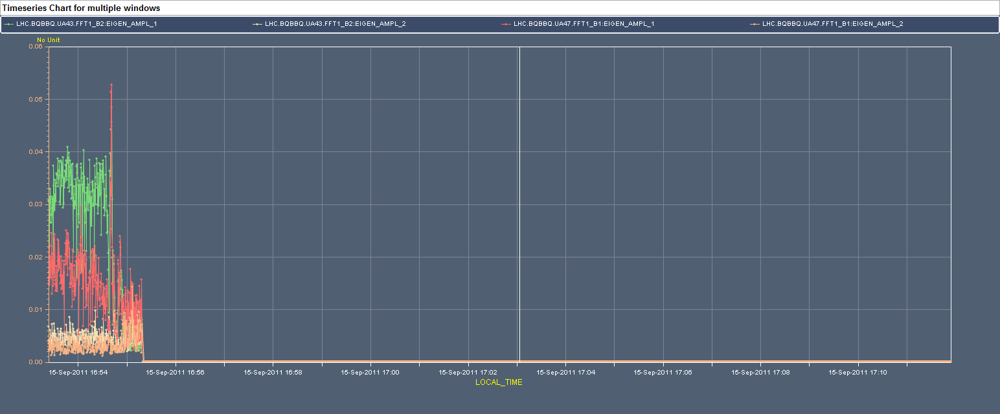 Timeseries Chart for multiple windows
LHC.BQBBQ.UA43.FFT1_B2:EIGEN_AMPL_1 LHC.BQBBQ.UA43.FFT1_B2:EIGEN_AMPL_2 LHC.BQBBQ.UA47.FFT1_B1:EIGEN_AMPL_1 LHC.BQBBQ.UA47.FFT1_B1:EIGEN_AMPL_2
No Unit
0.06
0.05
0.04
0.03
0.02
0.01
0.00
15-Sep-2011 16:54 15-Sep-2011 16:56 15-Sep-2011 16:58 15-Sep-2011 17:00 15-Sep-2011 17:02 15-Sep-2011 17:04 15-Sep-2011 17:06 15-Sep-2011 17:08 15-Sep-2011 17:10
LOCAL_TIME